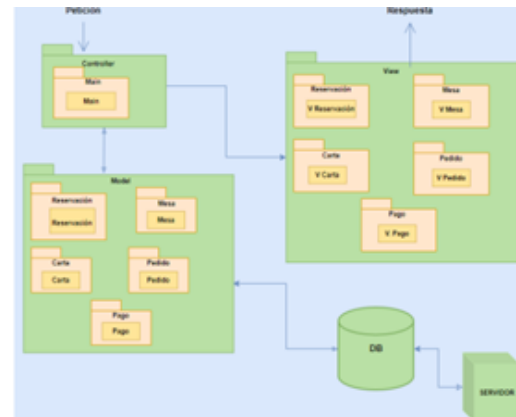 Petición
Respuesta
Controller
Main
Main
View
Reservación
V Reservación
Mesa
V Mesa
Carta
V Carta
Pedido
V Pedido
Pago
V. Pago
Model
Reservación
Reservación
Mesa
Mesa
Carta
Carta
Pedido
Pedido
Pago
Pago
DB
SERVIDOR